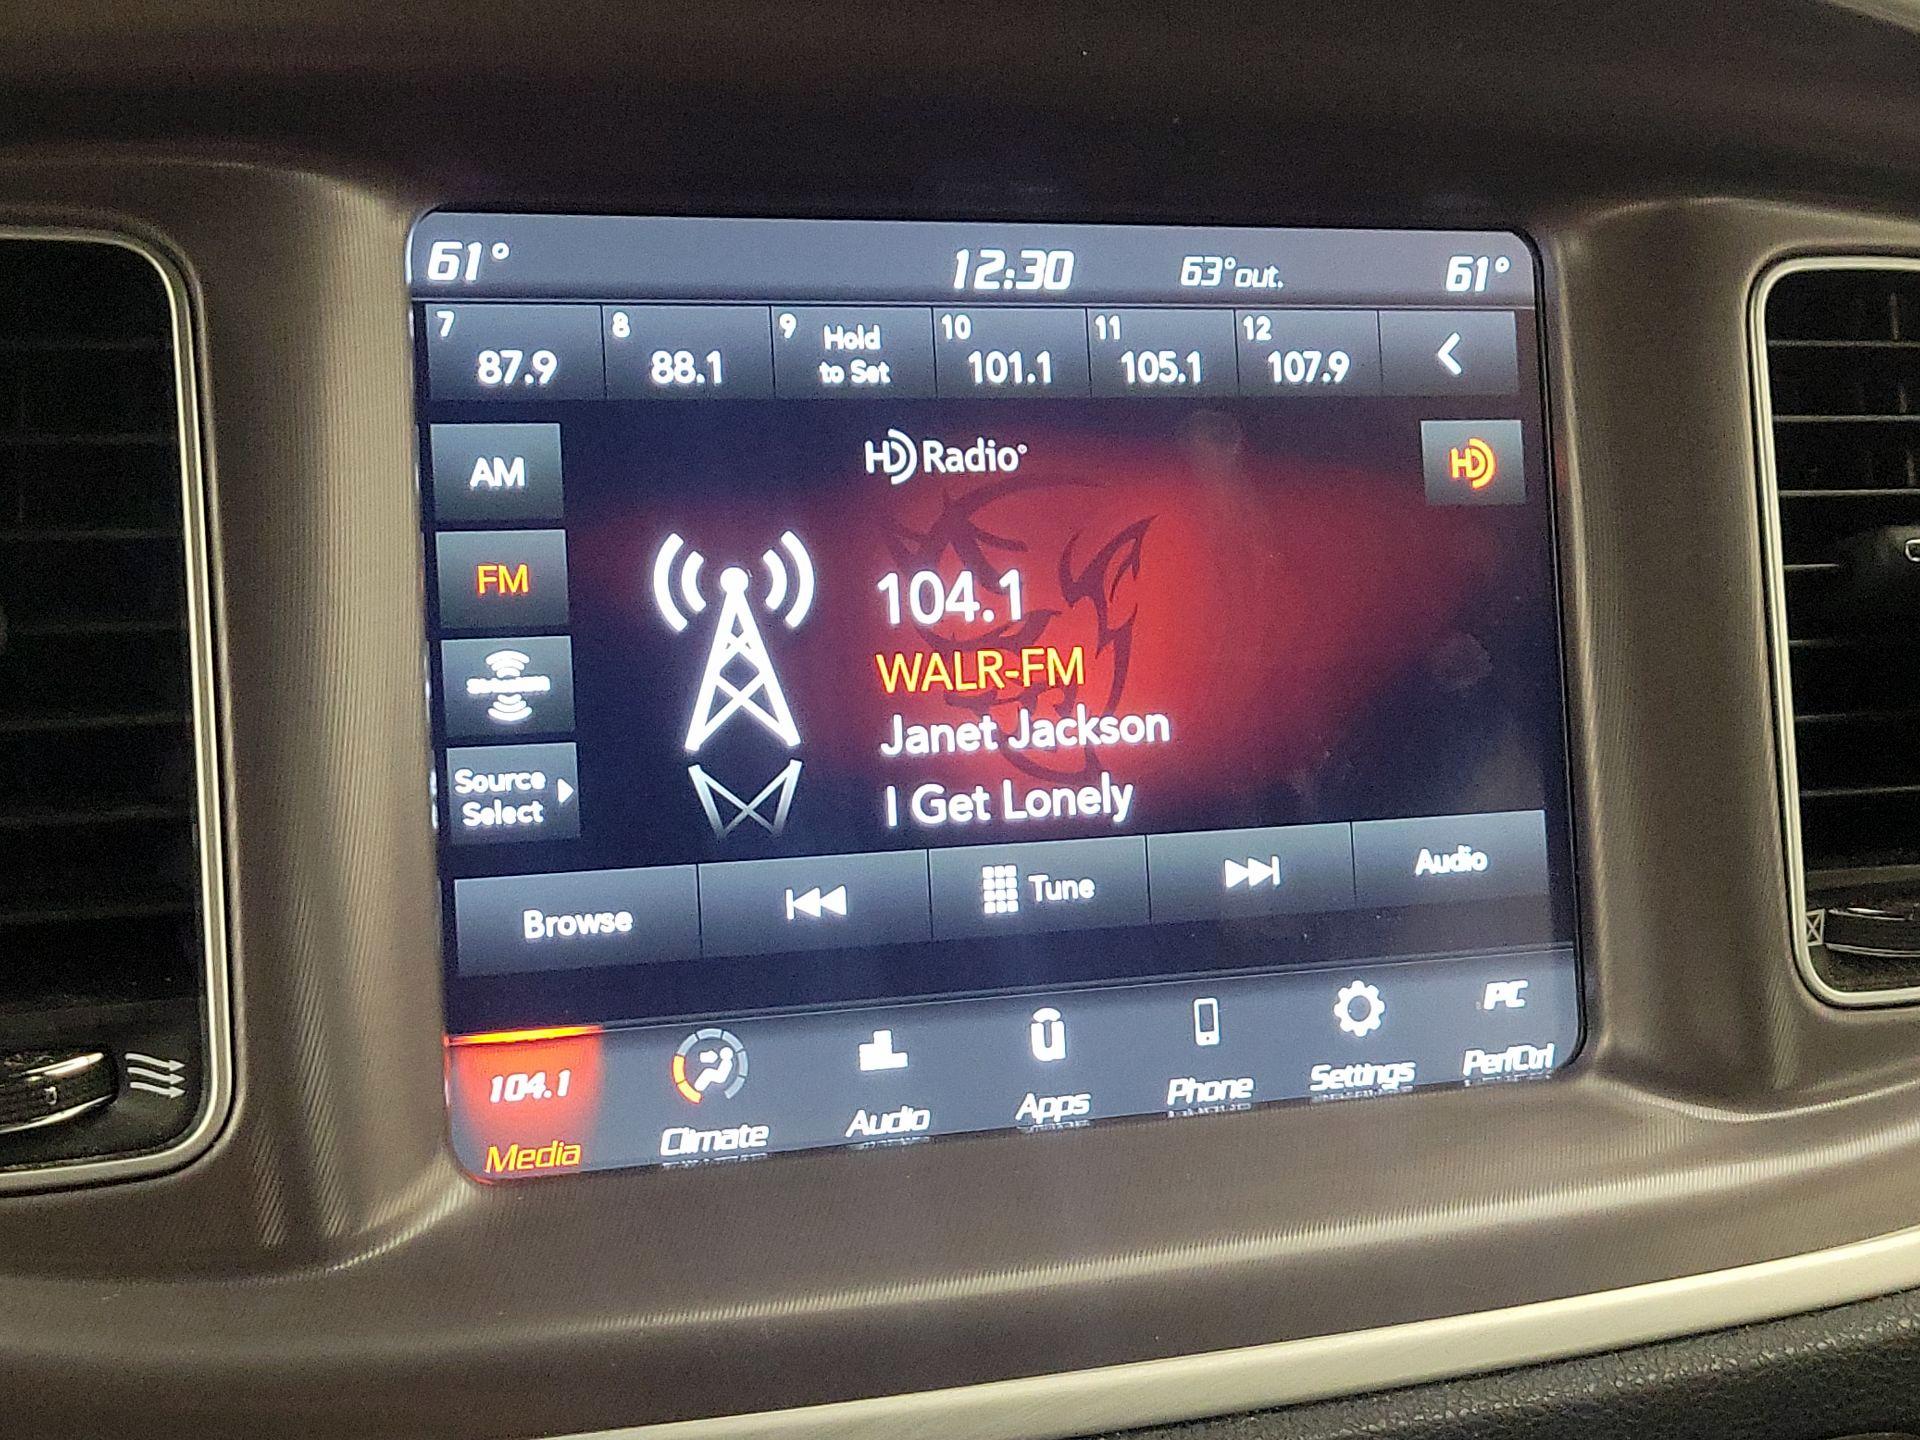 61° 12:30 63°out. 61°
7 8 9 Hold 10 11 12
87.9 88.1 to Set 101.1 105.1 107.9
HD Radio
AM
HD
FM
104.1
WALR-FM
SiriusXM
Janet Jackson
Source
Select
I Get Lonely
Browse Tune Audio
104.1 PC
Media Climate Audio Apps Phone Settings PerfCtrl